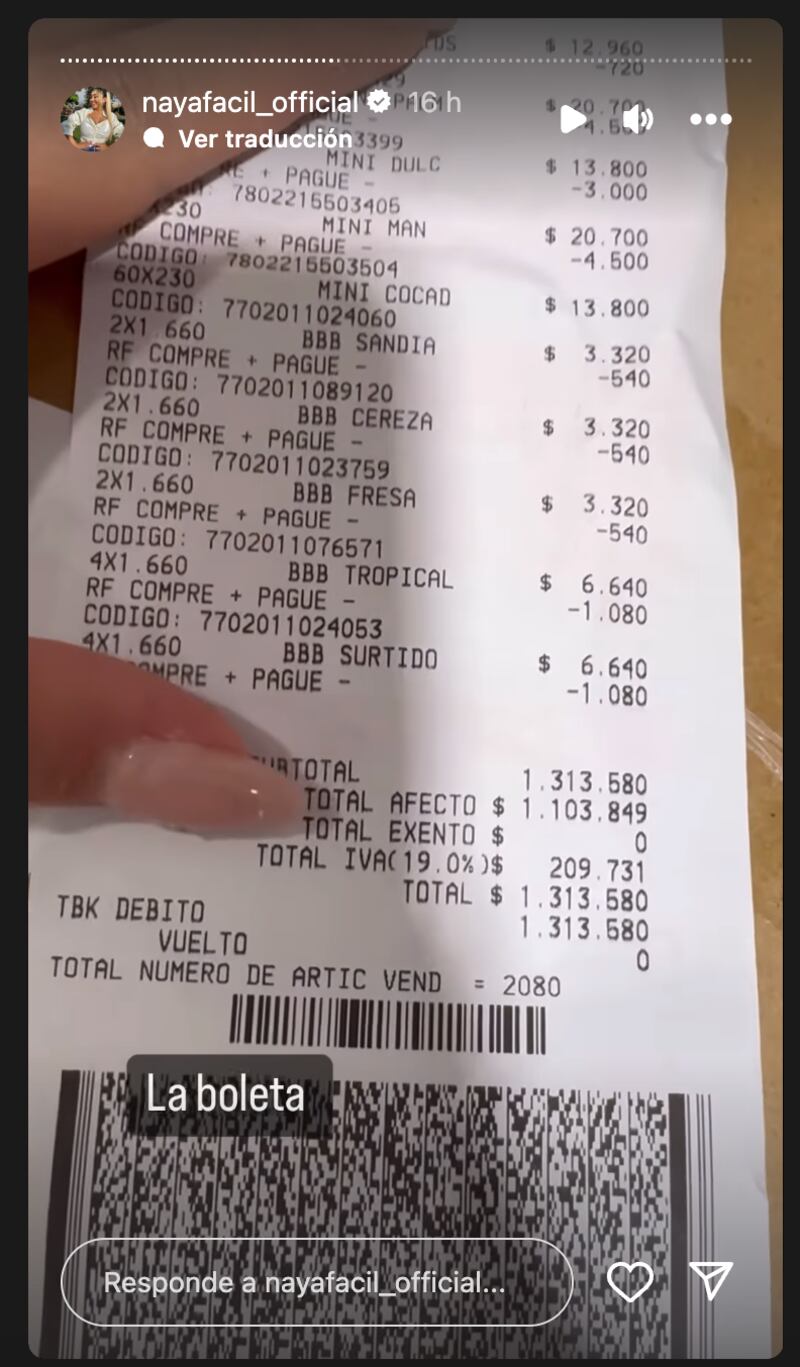 nayafacil_official 16 h
Ver traducción
$ 12.960
-720
$ 20.700
3399
MINI DULC $ 13.800
+ PAGUE - -3.000
7802215503405
230 MINI MAN $ 20.700
COMPRE + PAGUE - -4.500
CODIGO: 7802215503504
60X230 MINI COCAD $ 13.800
CODIGO: 7702011024060
2X1.660 BBB SANDIA $ 3.320
RF COMPRE + PAGUE - -540
CODIGO: 7702011089120
2X1.660 BBB CEREZA $ 3.320
RF COMPRE + PAGUE - -540
CODIGO: 7702011023759
2X1.660 BBB FRESA $ 3.320
RF COMPRE + PAGUE - -540
CODIGO: 7702011076571
4X1.660 BBB TROPICAL $ 6.640
RF COMPRE + PAGUE - -1.080
CODIGO: 7702011024053
4X1.660 BBB SURTIDO $ 6.640
OMPRE + PAGUE - -1.080
SUBTOTAL 1.313.580
TOTAL AFECTO $ 1.103.849
TOTAL EXENTO $ 0
TOTAL IVA(19.0%)$ 209.731
TOTAL $ 1.313.580
TBK DEBITO 1.313.580
VUELTO 0
TOTAL NUMERO DE ARTIC VEND = 2080
La boleta
Responde a nayafacil_official...